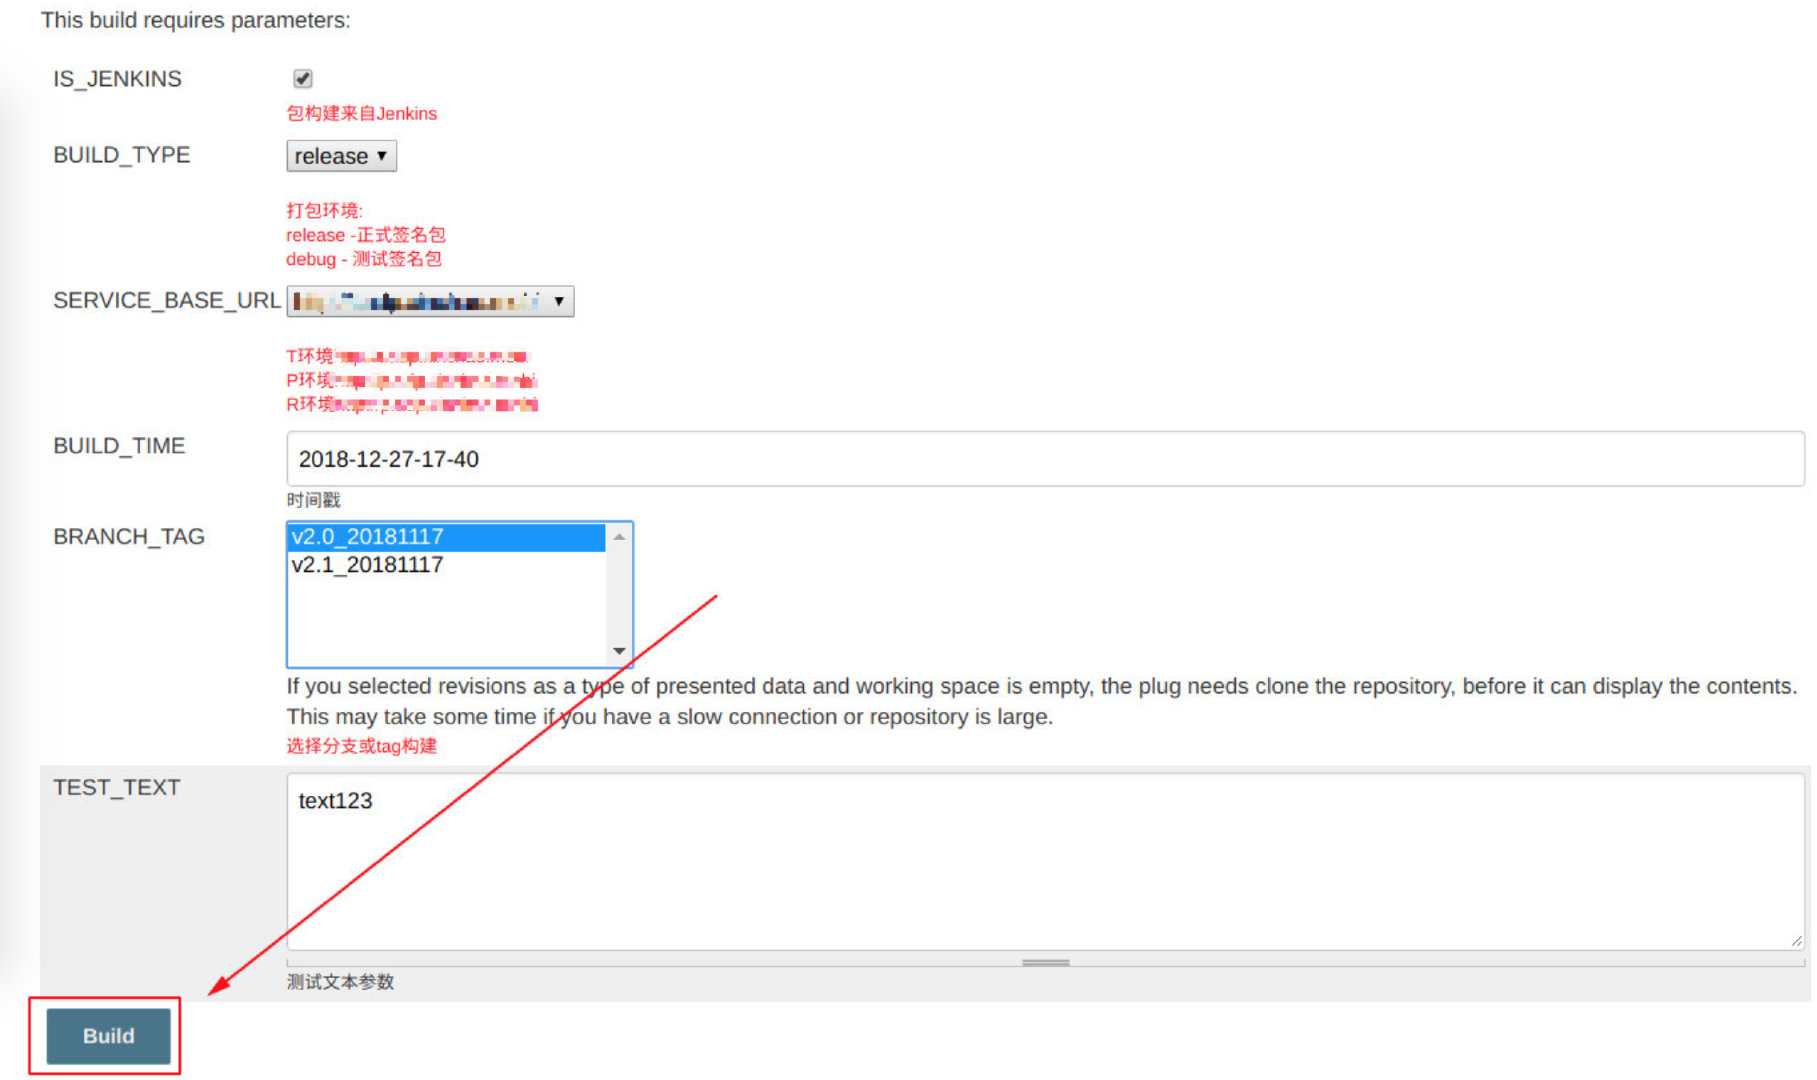 This build requires parameters:
IS_JENKINS
包构建来自Jenkins
BUILD_TYPE
release
打包环境:
release -正式签名包
debug - 测试签名包
SERVICE_BASE_URL
T环境
P环境
R环境
BUILD_TIME
2018-12-27-17-40
时间戳
BRANCH_TAG
v2.0_20181117
v2.1_20181117
If you selected revisions as a type of presented data and working space is empty, the plug needs clone the repository, before it can display the contents.
This may take some time if you have a slow connection or repository is large.
选择分支或tag构建
TEST_TEXT
text123
测试文本参数
Build